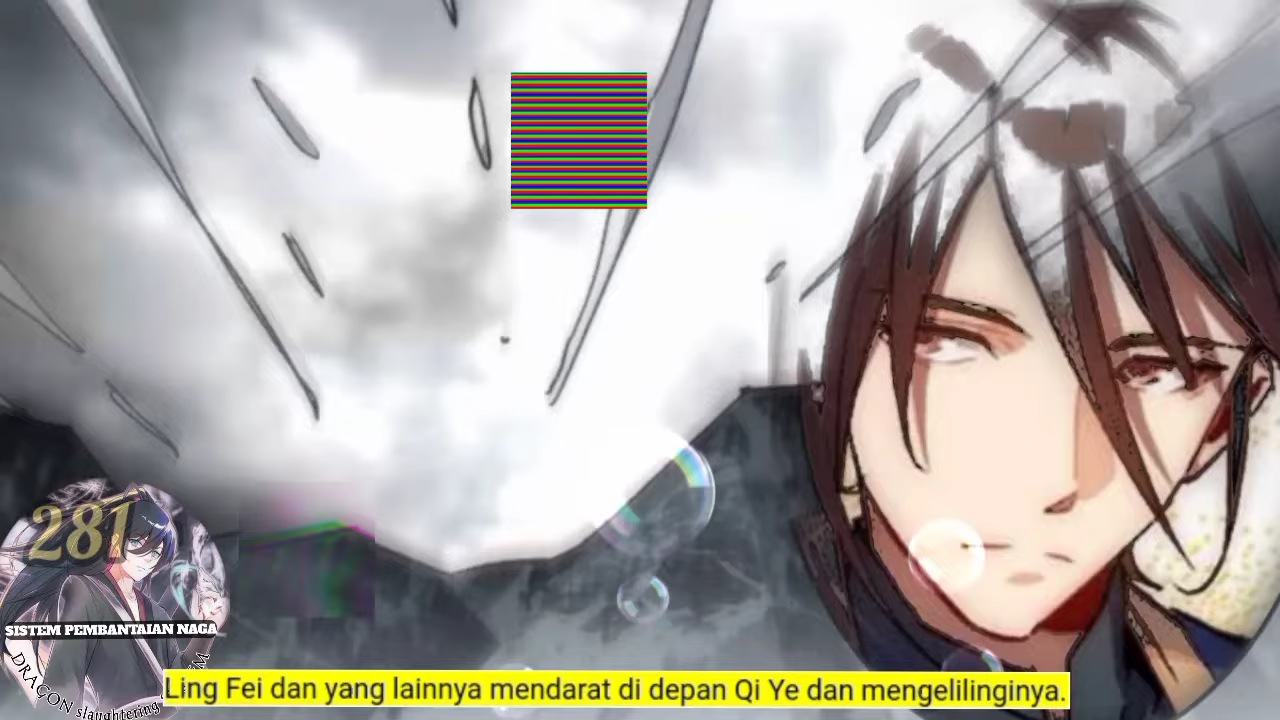 281
SISTEM PEMBANTAIAN NAGA
DRAGON slaughtering
Ling Fei dan yang lainnya mendarat di depan Qi Ye dan mengelilinginya.